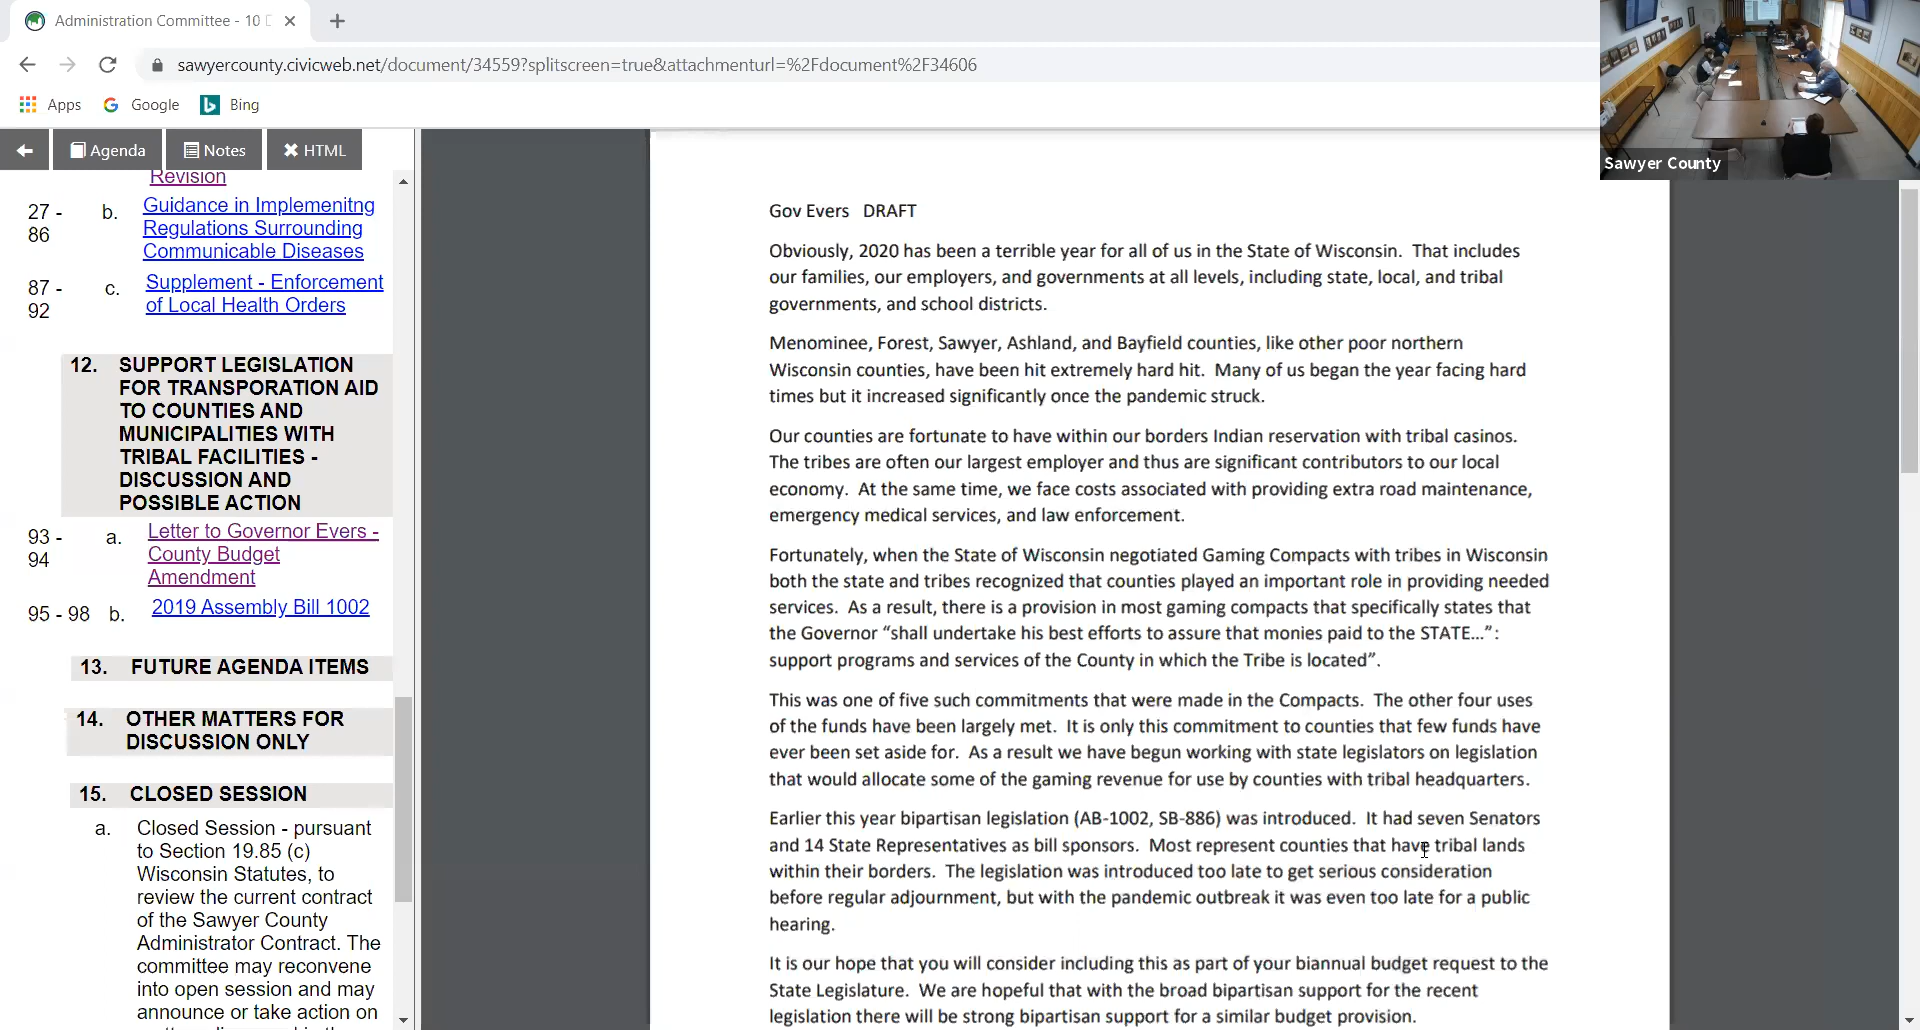 Administration Committee - 10 D
sawyercounty.civicweb.net/document/34559?splitscreen=true&attachmenturl=%2Fdocument%2F34606
Apps Google Bing
Agenda Notes HTML
Sawyer County
Revision
27 - 86 b. Guidance in Implemenitng
Regulations Surrounding
Communicable Diseases
87 - 92 c. Supplement - Enforcement
of Local Health Orders
12. SUPPORT LEGISLATION
FOR TRANSPORATION AID
TO COUNTIES AND
MUNICIPALITIES WITH
TRIBAL FACILITIES -
DISCUSSION AND
POSSIBLE ACTION
93 - 94 a. Letter to Governor Evers -
County Budget
Amendment
95 - 98 b. 2019 Assembly Bill 1002
13. FUTURE AGENDA ITEMS
14. OTHER MATTERS FOR
DISCUSSION ONLY
15. CLOSED SESSION
a. Closed Session - pursuant
to Section 19.85 (c)
Wisconsin Statutes, to
review the current contract
of the Sawyer County
Administrator Contract. The
committee may reconvene
into open session and may
announce or take action on
Gov Evers DRAFT
Obviously, 2020 has been a terrible year for all of us in the State of Wisconsin. That includes
our families, our employers, and governments at all levels, including state, local, and tribal
governments, and school districts.
Menominee, Forest, Sawyer, Ashland, and Bayfield counties, like other poor northern
Wisconsin counties, have been hit extremely hard hit. Many of us began the year facing hard
times but it increased significantly once the pandemic struck.
Our counties are fortunate to have within our borders Indian reservation with tribal casinos.
The tribes are often our largest employer and thus are significant contributors to our local
economy. At the same time, we face costs associated with providing extra road maintenance,
emergency medical services, and law enforcement.
Fortunately, when the State of Wisconsin negotiated Gaming Compacts with tribes in Wisconsin
both the state and tribes recognized that counties played an important role in providing needed
services. As a result, there is a provision in most gaming compacts that specifically states that
the Governor “shall undertake his best efforts to assure that monies paid to the STATE...”:
support programs and services of the County in which the Tribe is located”.
This was one of five such commitments that were made in the Compacts. The other four uses
of the funds have been largely met. It is only this commitment to counties that few funds have
ever been set aside for. As a result we have begun working with state legislators on legislation
that would allocate some of the gaming revenue for use by counties with tribal headquarters.
Earlier this year bipartisan legislation (AB-1002, SB-886) was introduced. It had seven Senators
and 14 State Representatives as bill sponsors. Most represent counties that have tribal lands
within their borders. The legislation was introduced too late to get serious consideration
before regular adjournment, but with the pandemic outbreak it was even too late for a public
hearing.
It is our hope that you will consider including this as part of your biannual budget request to the
State Legislature. We are hopeful that with the broad bipartisan support for the recent
legislation there will be strong bipartisan support for a similar budget provision.